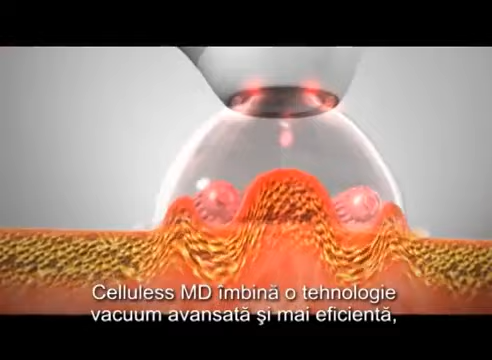 Celluless MD îmbină o tehnologie
vacuum avansată şi mai eficientă,